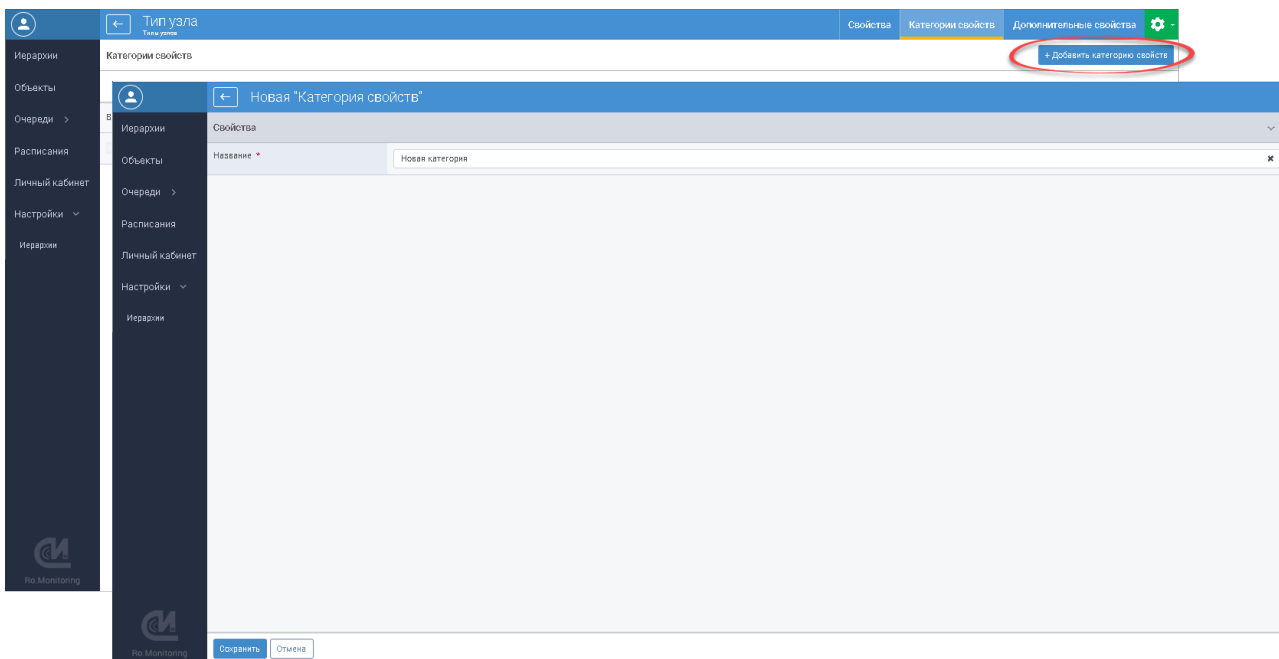 Тип узла
Типы узлов
Свойства
Категории свойств
Дополнительные свойства
Иерархии
Объекты
Очереди
Расписания
Личный кабинет
Настройки
Иерархии
Ro.Monitoring
Категории свойств
+ Добавить категорию свойств
В
Новая "Категория свойств"
Иерархии
Объекты
Очереди
Расписания
Личный кабинет
Настройки
Иерархии
Ro.Monitoring
Свойства
Название *
Новая категория
Сохранить
Отмена